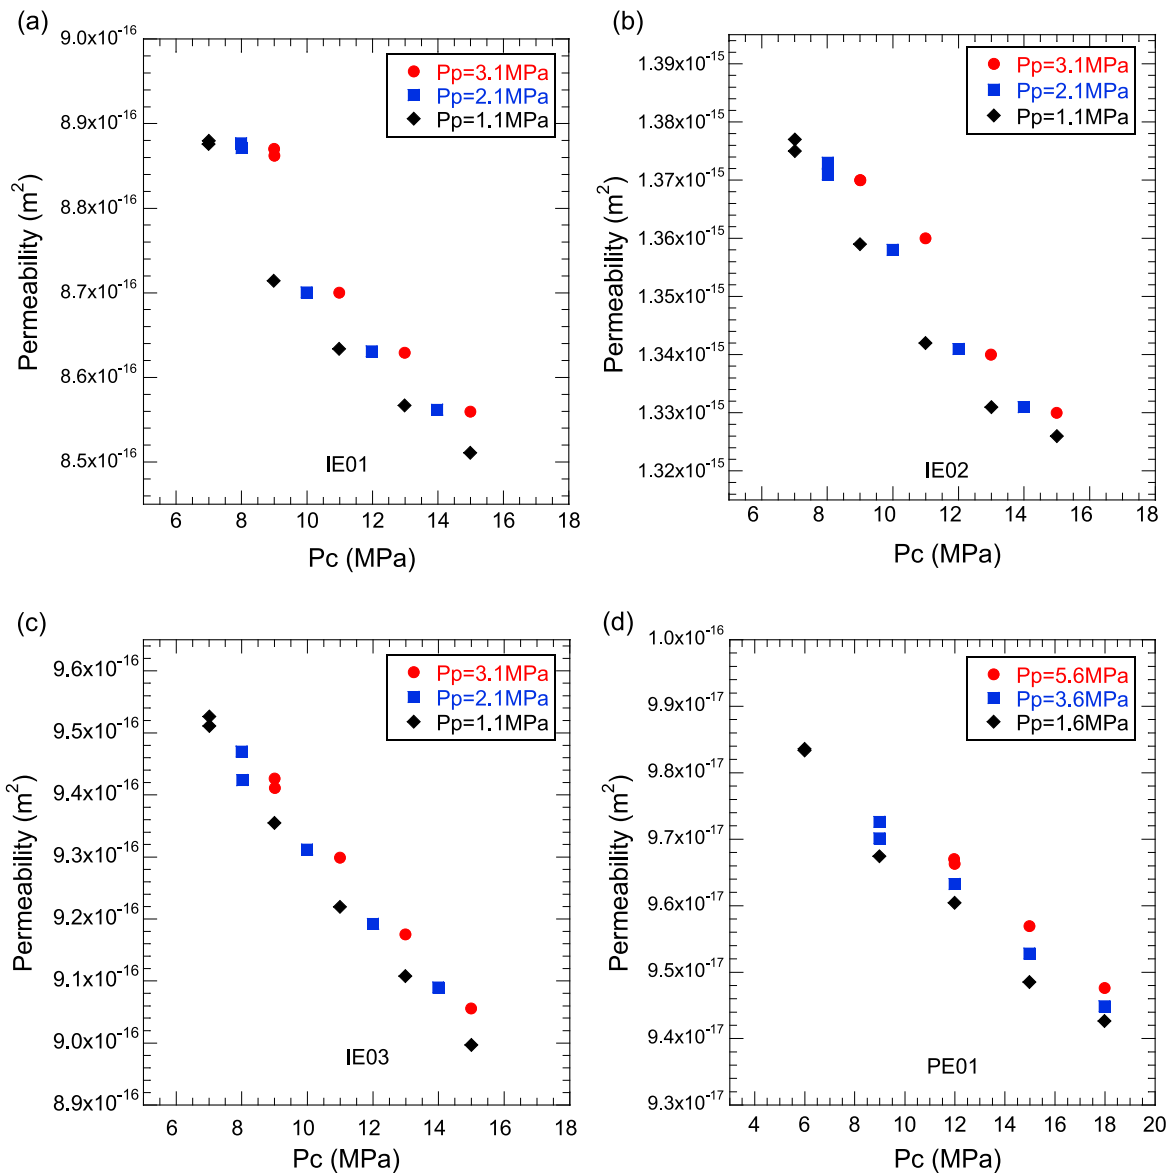 (a)
9.0x10⁻¹⁶
8.9x10⁻¹⁶
8.8x10⁻¹⁶
8.7x10⁻¹⁶
8.6x10⁻¹⁶
8.5x10⁻¹⁶
Permeability (m²)
Pp=3.1MPa
Pp=2.1MPa
Pp=1.1MPa
IE01
6 8 10 12 14 16 18
Pc (MPa)
(b)
1.39x10⁻¹⁵
1.38x10⁻¹⁵
1.37x10⁻¹⁵
1.36x10⁻¹⁵
1.35x10⁻¹⁵
1.34x10⁻¹⁵
1.33x10⁻¹⁵
1.32x10⁻¹⁵
Permeability (m²)
Pp=3.1MPa
Pp=2.1MPa
Pp=1.1MPa
IE02
6 8 10 12 14 16 18
Pc (MPa)
(c)
9.6x10⁻¹⁶
9.5x10⁻¹⁶
9.4x10⁻¹⁶
9.3x10⁻¹⁶
9.2x10⁻¹⁶
9.1x10⁻¹⁶
9.0x10⁻¹⁶
8.9x10⁻¹⁶
Permeability (m²)
Pp=3.1MPa
Pp=2.1MPa
Pp=1.1MPa
IE03
6 8 10 12 14 16 18
Pc (MPa)
(d)
1.0x10⁻¹⁶
9.9x10⁻¹⁷
9.8x10⁻¹⁷
9.7x10⁻¹⁷
9.6x10⁻¹⁷
9.5x10⁻¹⁷
9.4x10⁻¹⁷
9.3x10⁻¹⁷
Permeability (m²)
Pp=5.6MPa
Pp=3.6MPa
Pp=1.6MPa
PE01
4 6 8 10 12 14 16 18 20
Pc (MPa)